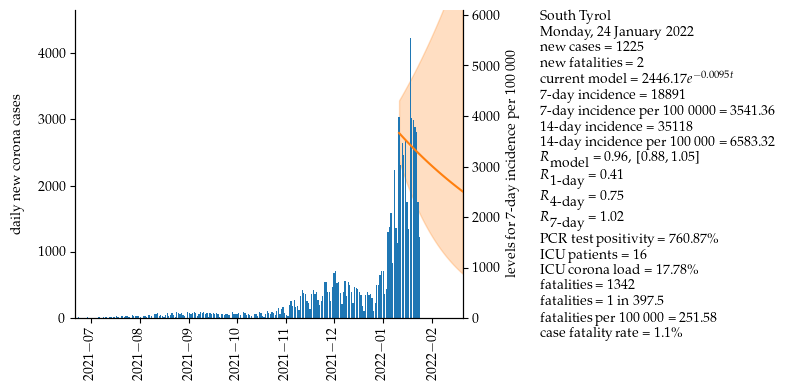 4000
3000
2000
1000
0
daily new corona cases
6000
5000
4000
3000
2000
1000
0
levels for 7-day incidence per 100 000
2021−07
2021−08
2021−09
2021−10
2021−11
2021−12
2022−01
2022−02
South Tyrol
Monday, 24 January 2022
new cases = 1225
new fatalities = 2
current model = 2446.17e^{−0.0095t}
7-day incidence = 18891
7-day incidence per 100 0000 = 3541.36
14-day incidence = 35118
14-day incidence per 100 000 = 6583.32
R_model = 0.96, [0.88, 1.05]
R_1-day = 0.41
R_4-day = 0.75
R_7-day = 1.02
PCR test positivity = 760.87%
ICU patients = 16
ICU corona load = 17.78%
fatalities = 1342
fatalities = 1 in 397.5
fatalities per 100 000 = 251.58
case fatality rate = 1.1%